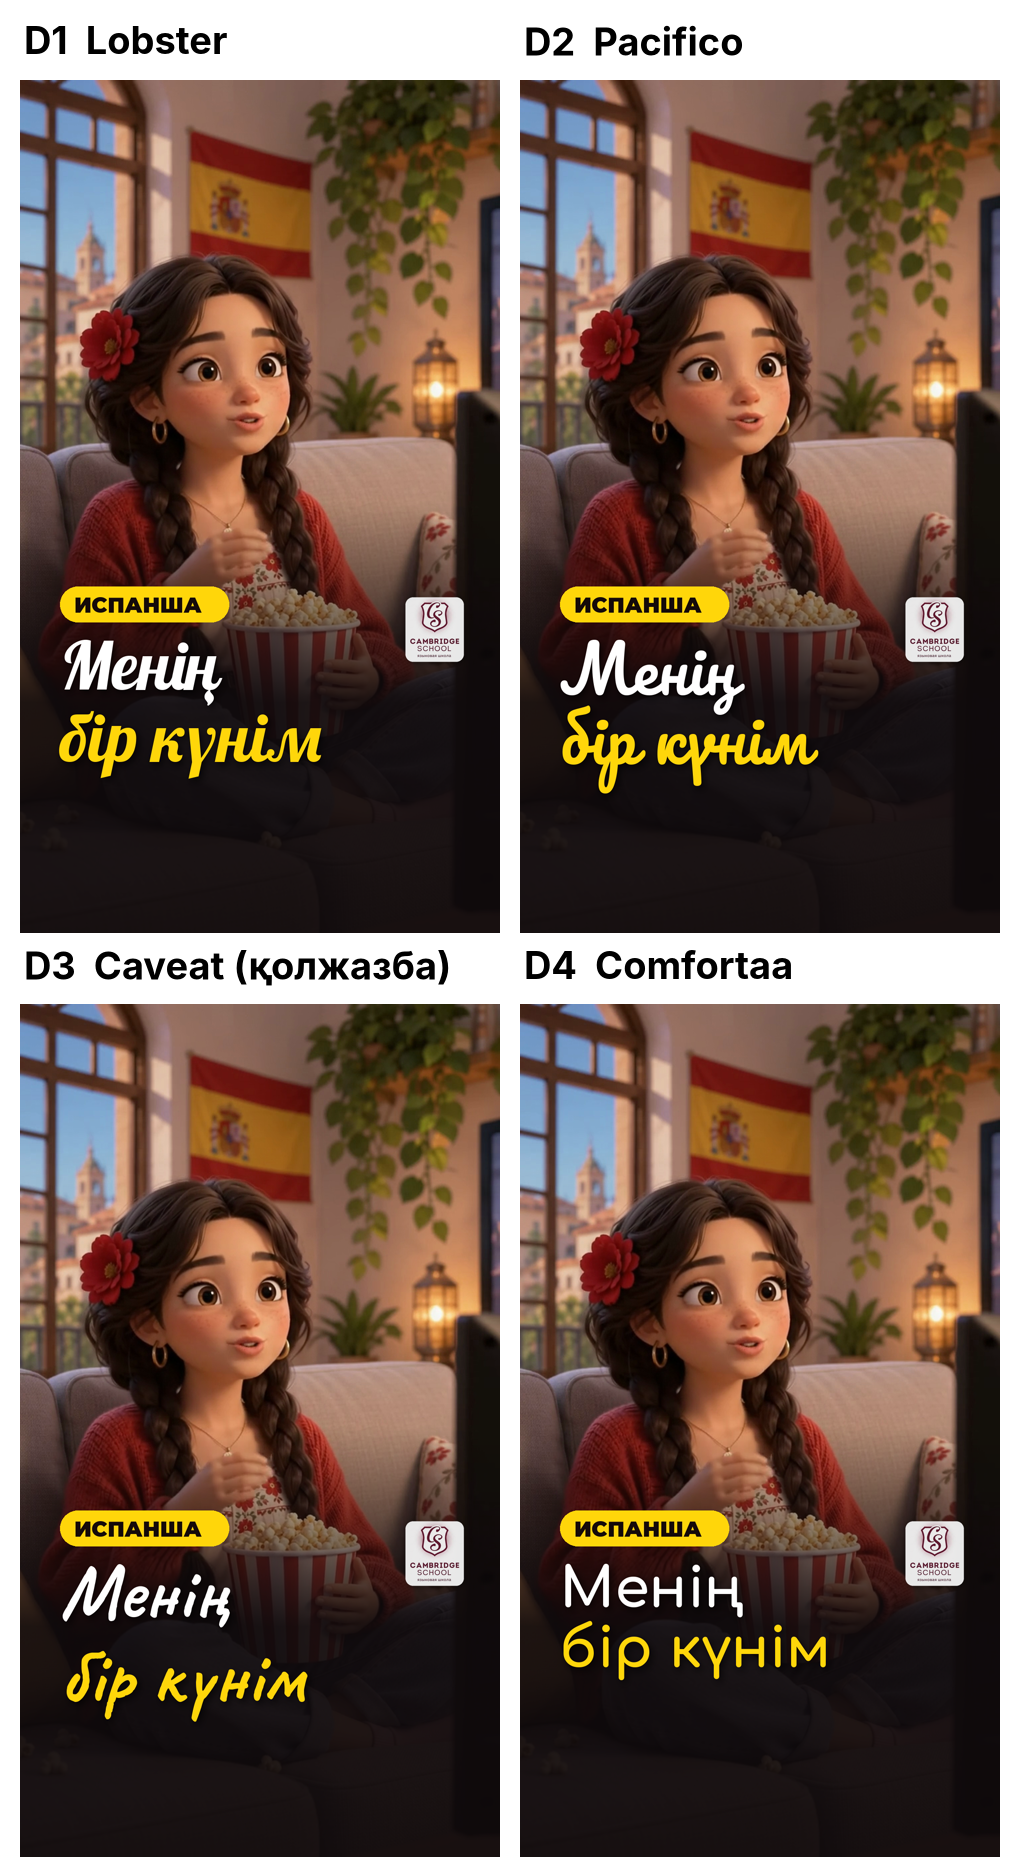 D1 Lobster
ИСПАНША
Менің
бір күнім
CAMBRIDGE
SCHOOL
D2 Pacifico
ИСПАНША
Менің
бір күнім
CAMBRIDGE
SCHOOL
D3 Caveat (қолжазба)
ИСПАНША
Менің
бір күнім
CAMBRIDGE
SCHOOL
D4 Comfortaa
ИСПАНША
Менің
бір күнім
CAMBRIDGE
SCHOOL